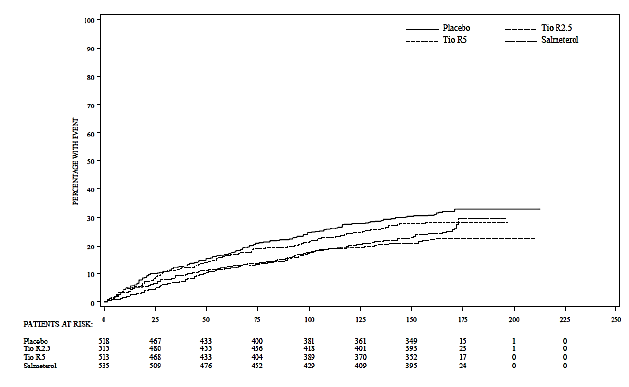 Placebo Tio R2.5
Tio R5 Salmeterol
100
90
80
70
60
50
40
30
20
10
0
PERCENTAGE WITH EVENT
0 25 50 75 100 125 150 175 200 225 250
PATIENTS AT RISK:
Placebo 518 467 433 400 381 361 349 15 1 0
Tio R2.5 515 480 455 436 418 401 393 25 1 0
Tio R5 513 468 433 404 389 370 352 17 0 0
Salmeterol 535 509 476 452 429 409 395 24 0 0